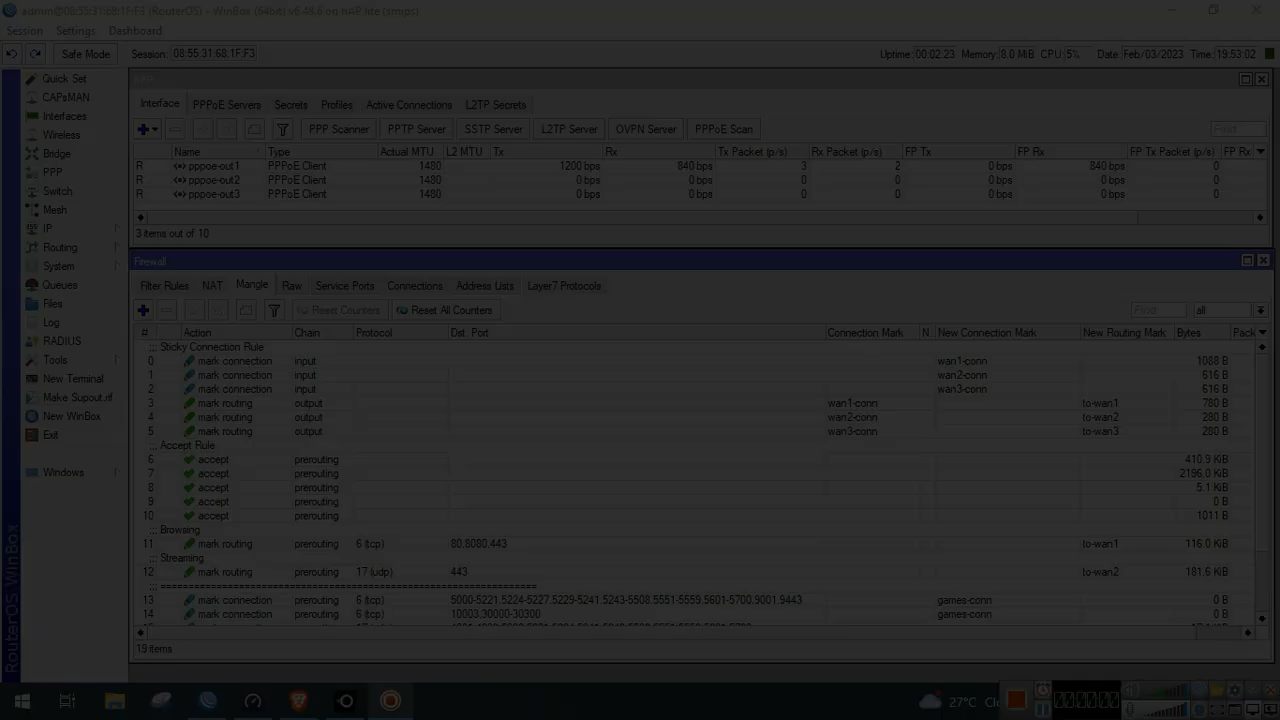 admin@08:55:31:68:1F:F3 (RouterOS) - WinBox (64bit) v6.48.6 on hAP lite (smips)
Session Settings Dashboard
Safe Mode Session: 08:55:31:68:1F:F3 Uptime: 00:02:23 Memory: 8.0 MiB CPU: 5% Date: Feb/03/2023 Time: 19:53:02
Quick Set
CAPsMAN
Interfaces
Wireless
Bridge
PPP
Switch
Mesh
IP
Routing
System
Queues
Files
Log
RADIUS
Tools
New Terminal
Make Supout.rif
New WinBox
Exit
Windows
RouterOS WinBox
Interface PPPoE Servers Secrets Profiles Active Connections L2TP Secrets
PPP Scanner PPTP Server SSTP Server L2TP Server OVPN Server PPPoE Scan Find
Name Type Actual MTU L2 MTU Tx Rx Tx Packet (p/s) Rx Packet (p/s) FP Tx FP Rx FP Tx Packet (p/s) FP Rx
R pppoe-out1 PPPoE Client 1480 1200 bps 840 bps 3 2 0 bps 840 bps 0
R pppoe-out2 PPPoE Client 1480 0 bps 0 bps 0 0 0 bps 0 bps 0
R pppoe-out3 PPPoE Client 1480 0 bps 0 bps 0 0 0 bps 0 bps 0
3 items out of 10
Firewall
Filter Rules NAT Mangle Raw Service Ports Connections Address Lists Layer7 Protocols
Reset Counters Reset All Counters Find all
# Action Chain Protocol Dst. Port Connection Mark N. New Connection Mark New Routing Mark Bytes Pack
;;; Sticky Connection Rule
0 mark connection input wan1-conn 1088 B
1 mark connection input wan2-conn 616 B
2 mark connection input wan3-conn 616 B
3 mark routing output wan1-conn to-wan1 780 B
4 mark routing output wan2-conn to-wan2 280 B
5 mark routing output wan3-conn to-wan3 280 B
;;; Accept Rule
6 accept prerouting 410.9 KiB
7 accept prerouting 2196.0 KiB
8 accept prerouting 5.1 KiB
9 accept prerouting 0 B
10 accept prerouting 1011 B
;;; Browsing
11 mark routing prerouting 6 (tcp) 80,8080,443 to-wan1 116.0 KiB
;;; Streaming
12 mark routing prerouting 17 (udp) 443 to-wan2 181.6 KiB
;;; ==========================================================
13 mark connection prerouting 6 (tcp) 5000-5221,5224-5227,5229-5241,5243-5508,5551-5559,5601-5700,9001,9443 games-conn 0 B
14 mark connection prerouting 6 (tcp) 10003,30000-30300 games-conn 0 B
19 items
27°C